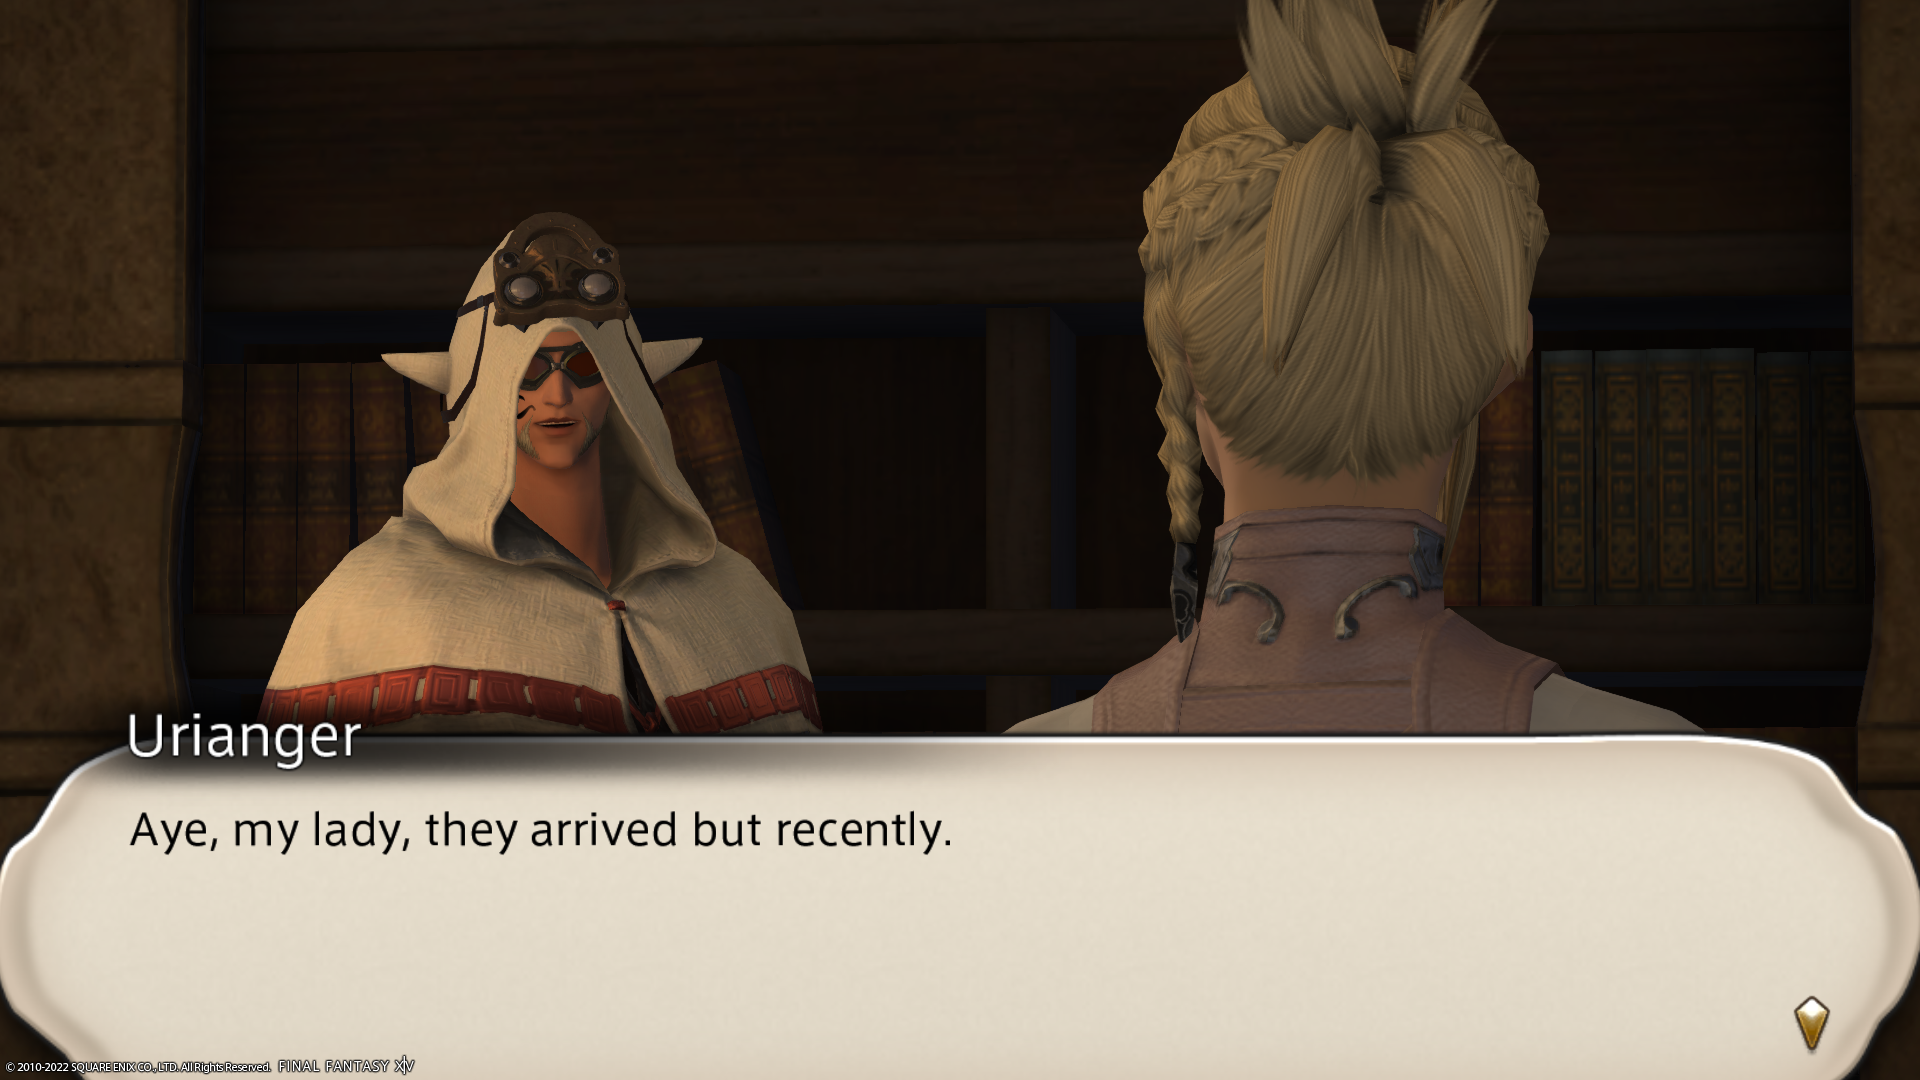 Urianger
Aye, my lady, they arrived but recently.
© 2010-2022 SQUARE ENIX CO., LTD. All Rights Reserved. FINAL FANTASY XIV